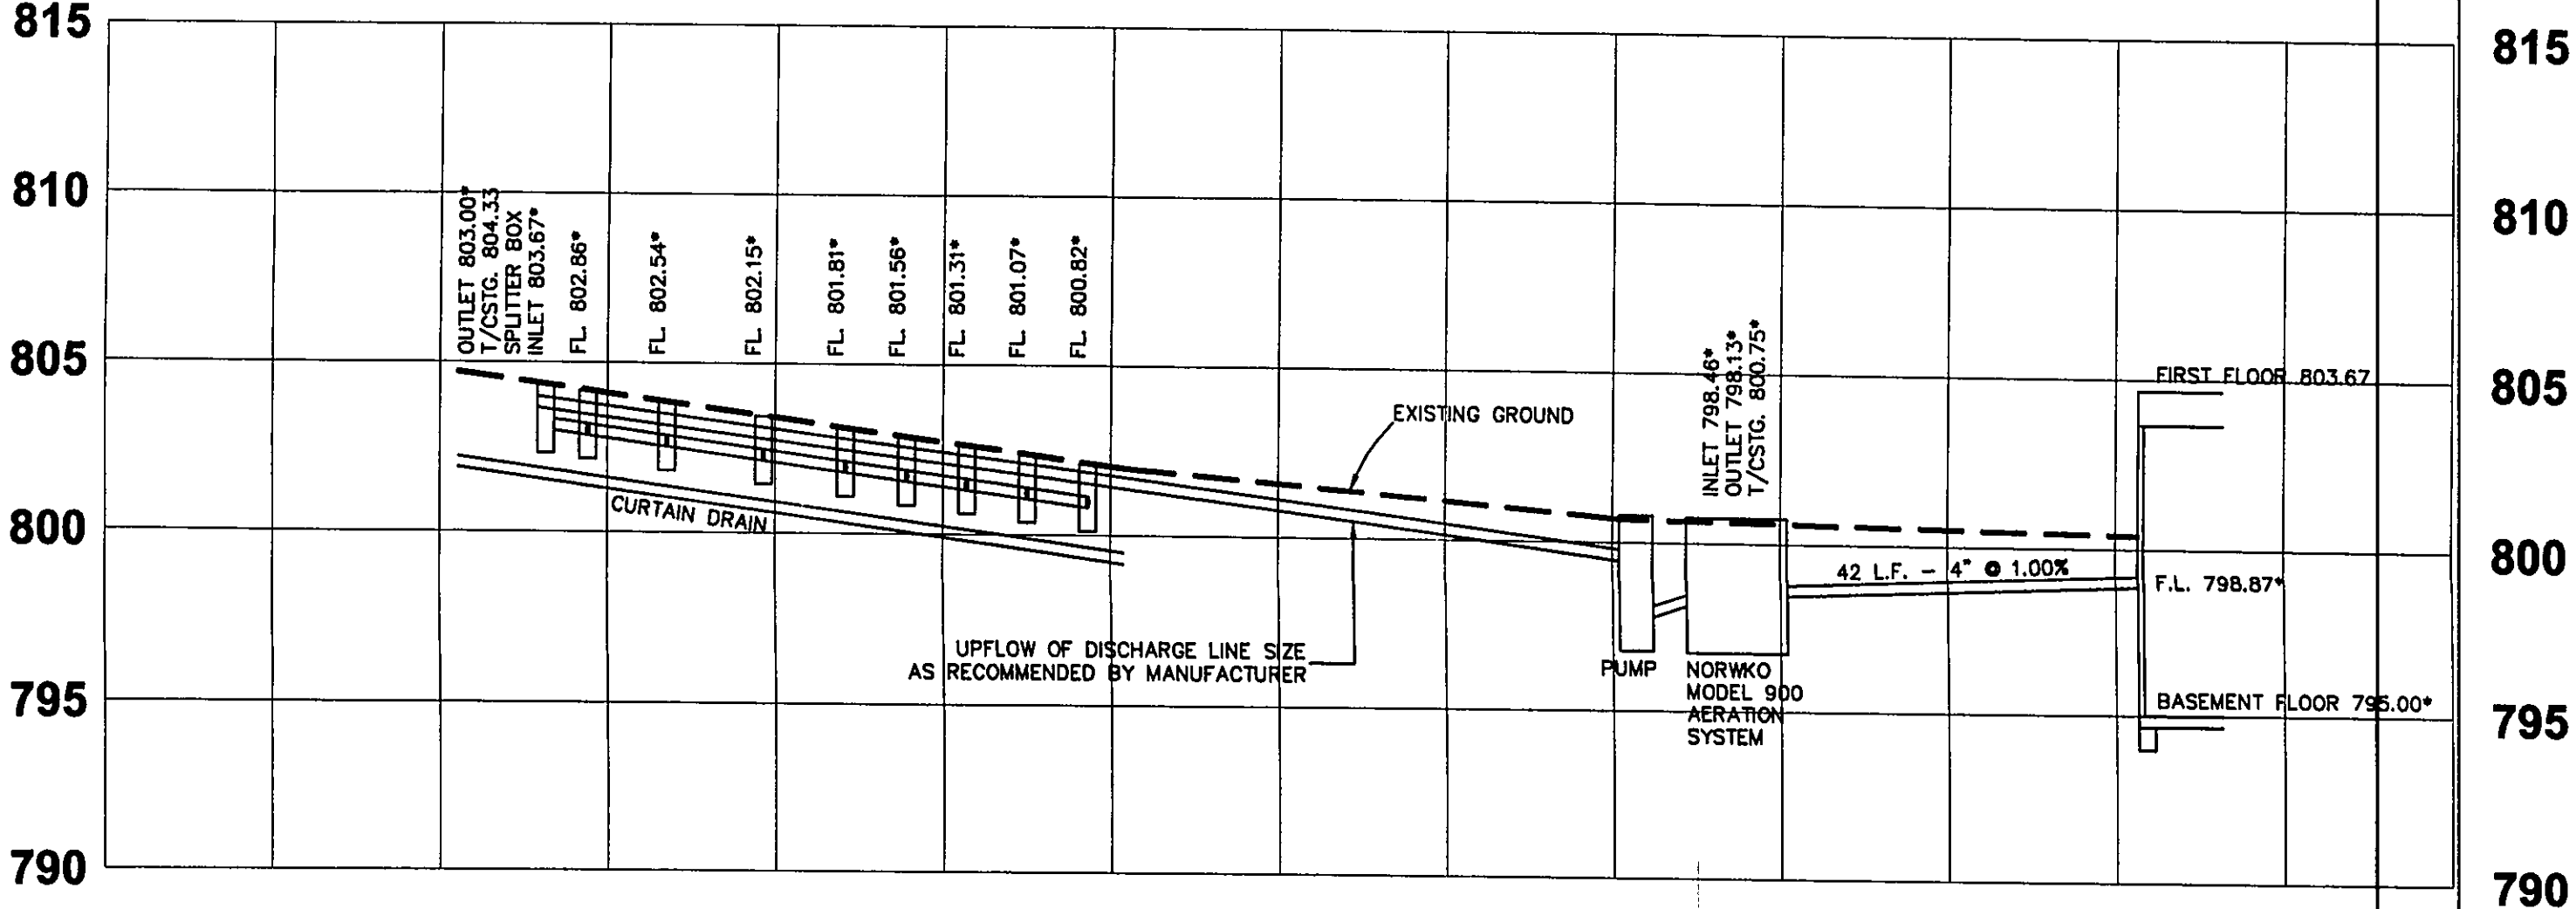 815
815
810
810
OUTLET 803.00*
T/CSTG. 804.33
SPLITTER BOX
INLET 803.67*
FL. 802.86*
FL. 802.54*
FL. 802.15*
FL. 801.81*
FL. 801.56*
FL. 801.31*
FL. 801.07*
FL. 800.82*
INLET 798.46*
OUTLET 798.13*
T/CSTG. 800.75*
805
805
FIRST FLOOR 803.67
EXISTING GROUND
CURTAIN DRAIN
800
800
42 L.F. - 4" @ 1.00%
F.L. 798.87*
UPFLOW OF DISCHARGE LINE SIZE
AS RECOMMENDED BY MANUFACTURER
PUMP
NORWKO
MODEL 900
AERATION
SYSTEM
795
795
BASEMENT FLOOR 795.00*
790
790